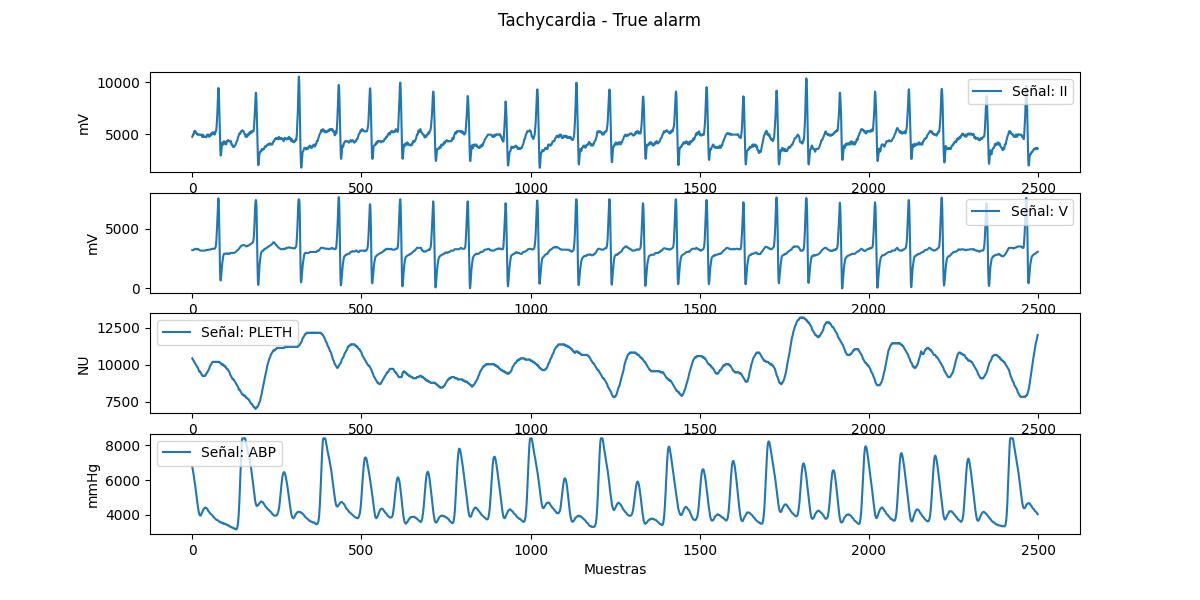 Tachycardia - True alarm
10000
5000
mV
Señal: II
0 500 1000 1500 2000 2500
5000
0
mV
Señal: V
0 500 1000 1500 2000 2500
12500
10000
7500
NU
Señal: PLETH
0 500 1000 1500 2000 2500
8000
6000
4000
mmHg
Señal: ABP
0 500 1000 1500 2000 2500
Muestras